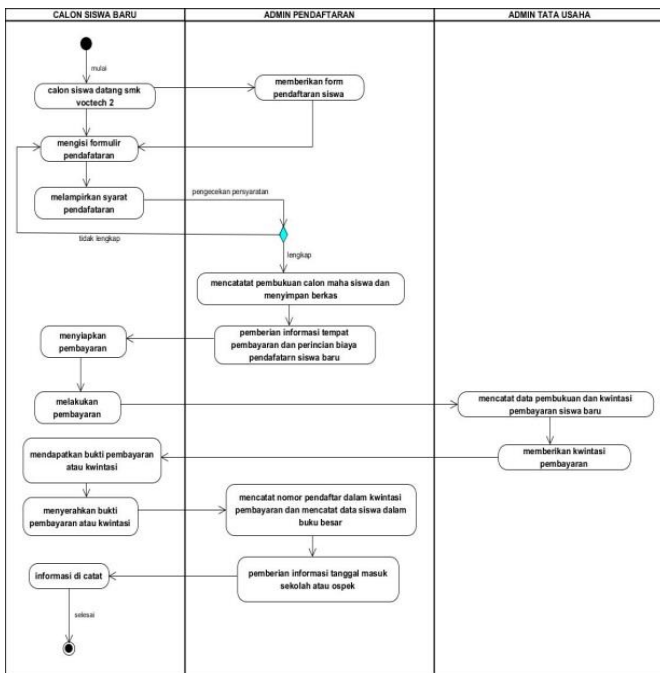 CALON SISWA BARU
ADMIN PENDAFTARAN
ADMIN TATA USAHA
mulai
calon siswa datang smk
voctech 2
memberikan form
pendaftaran siswa
mengisi formulir
pendafataran
melampirkan syarat
pendafataran
pengecekan persyaratan
tidak lengkap
lengkap
mencatatat pembukuan calon maha siswa dan
menyimpan berkas
pemberian informasi tempat
pembayaran dan perincian biaya
pendafatarn siswa baru
menyiapkan
pembayaran
melakukan
pembayaran
mencatat data pembukuan dan kwintasi
pembayaran siswa baru
memberikan kwintasi
pembayaran
mendapatkan bukti pembayaran
atau kwintasi
menyerahkan bukti
pembayaran atau kwintasi
mencatat nomor pendaftar dalam kwintasi
pembayaran dan mencatat data siswa dalam
buku besar
pemberian informasi tanggal masuk
sekolah atau ospek
informasi di catat
selesai